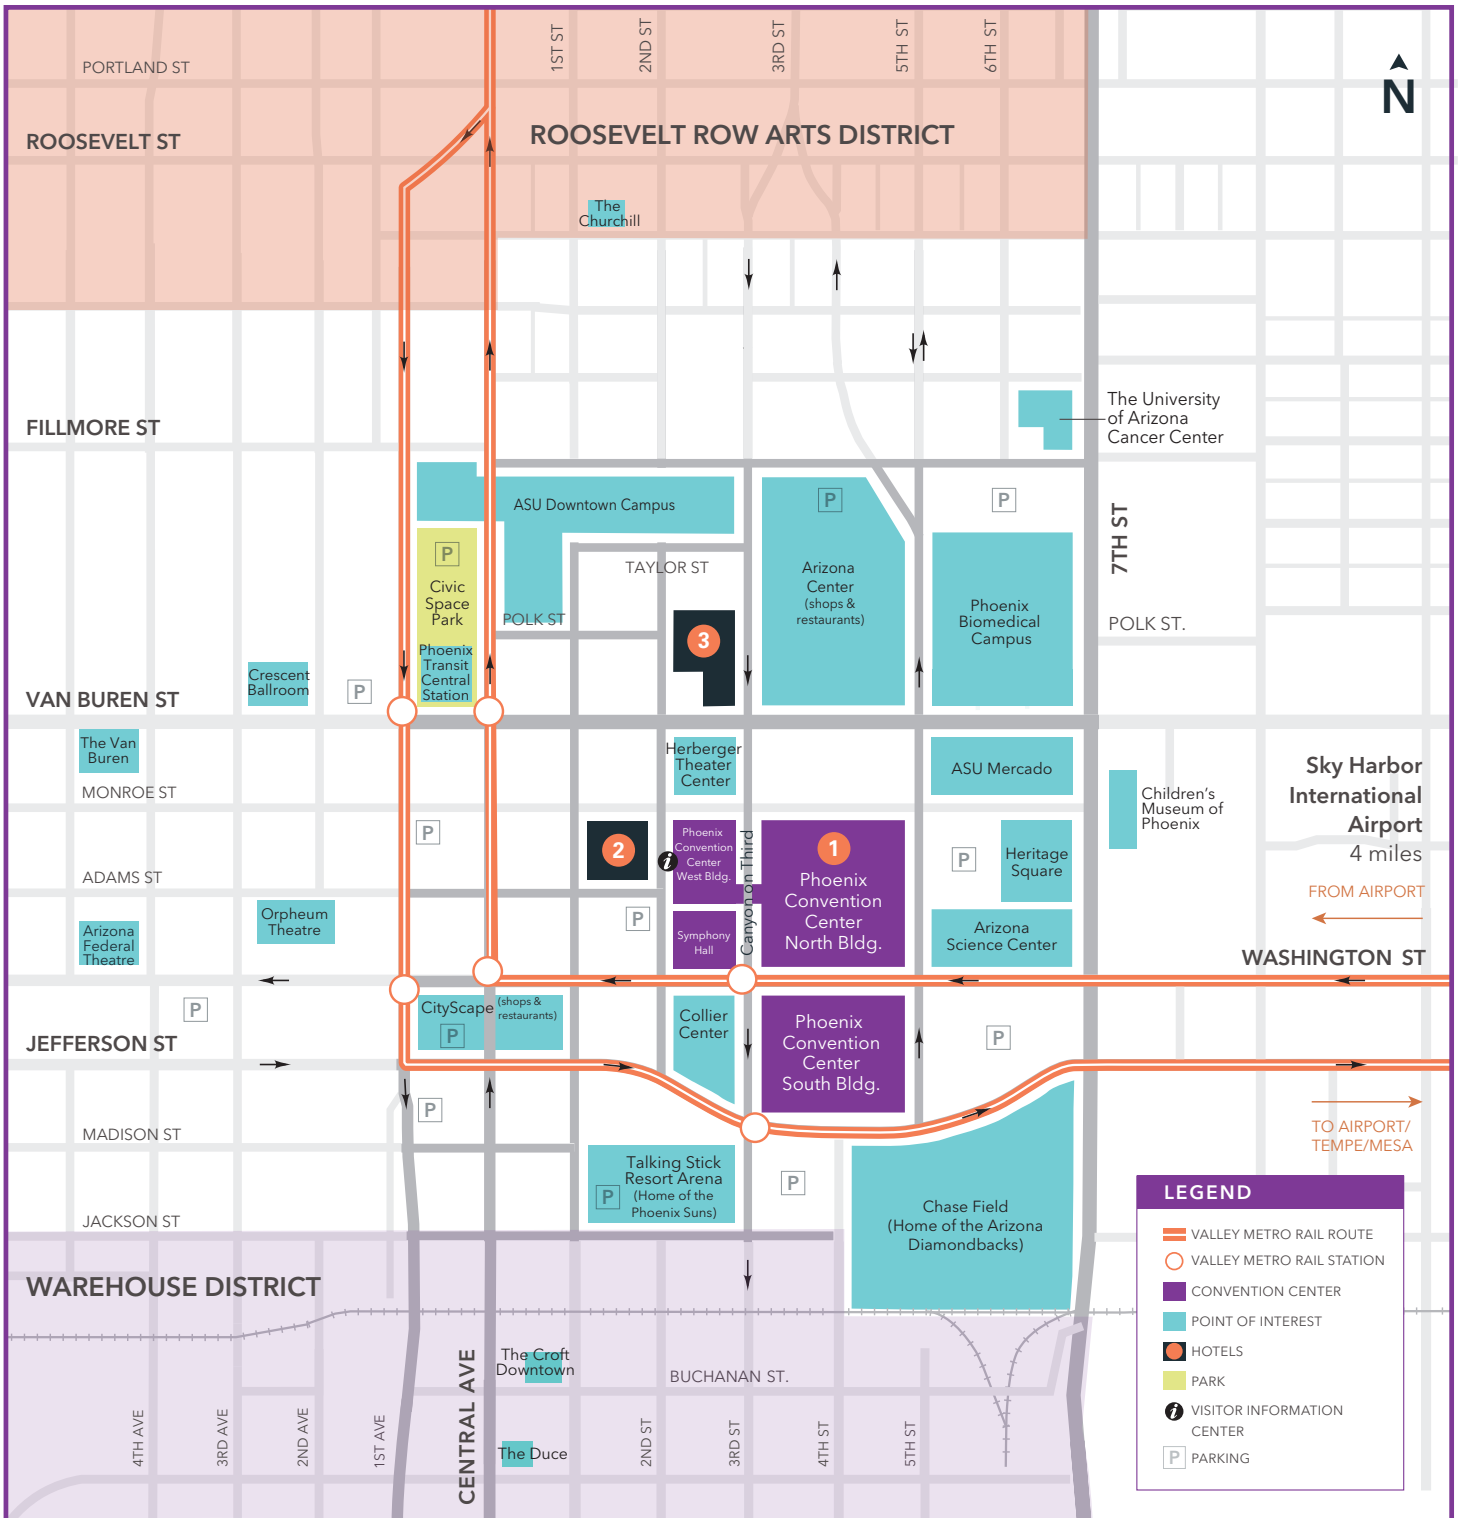 1ST ST
2ND ST
3RD ST
5TH ST
6TH ST
N
PORTLAND ST
ROOSEVELT ST
ROOSEVELT ROW ARTS DISTRICT
The
Churchill
FILLMORE ST
The University
of Arizona
Cancer Center
ASU Downtown Campus
P
P
7TH ST
P
Civic
Space
Park
TAYLOR ST
Arizona
Center
(shops &
restaurants)
Phoenix
Biomedical
Campus
POLK ST
POLK ST.
3
Phoenix
Transit
Central
Station
Crescent
Ballroom
P
VAN BUREN ST
The Van
Buren
Herberger
Theater
Center
ASU Mercado
Sky Harbor
International
Airport
4 miles
MONROE ST
Children's
Museum of
Phoenix
P
2
i
Phoenix
Convention
Center
West Bldg.
Canyon on Third
1
Phoenix
Convention
Center
North Bldg.
P
Heritage
Square
ADAMS ST
FROM AIRPORT
Orpheum
Theatre
Arizona
Federal
Theatre
P
Symphony
Hall
Arizona
Science Center
WASHINGTON ST
P
CityScape
(shops &
restaurants)
P
Collier
Center
Phoenix
Convention
Center
South Bldg.
P
JEFFERSON ST
P
TO AIRPORT/
TEMPE/MESA
MADISON ST
Talking Stick
Resort Arena
(Home of the
Phoenix Suns)
P
P
Chase Field
(Home of the Arizona
Diamondbacks)
JACKSON ST
WAREHOUSE DISTRICT
The Croft
Downtown
BUCHANAN ST.
The Duce
4TH AVE
3RD AVE
2ND AVE
1ST AVE
CENTRAL AVE
2ND ST
3RD ST
4TH ST
5TH ST
LEGEND
VALLEY METRO RAIL ROUTE
VALLEY METRO RAIL STATION
CONVENTION CENTER
POINT OF INTEREST
HOTELS
PARK
i
VISITOR INFORMATION
CENTER
P
PARKING